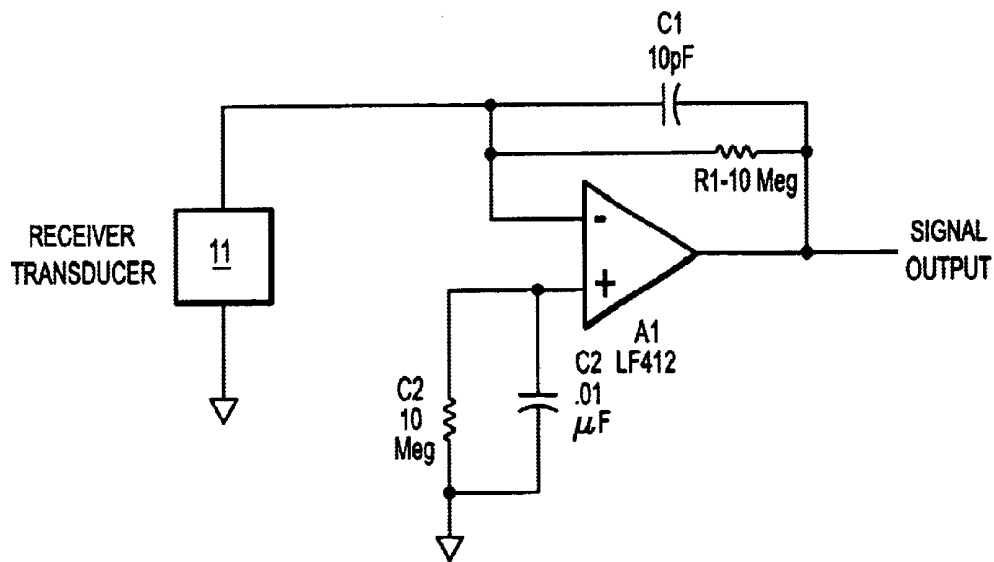 C1
10pF
R1-10 Meg
RECEIVER
TRANSDUCER
11
-
+
SIGNAL
OUTPUT
A1
LF412
C2
.01
μF
C2
10
Meg